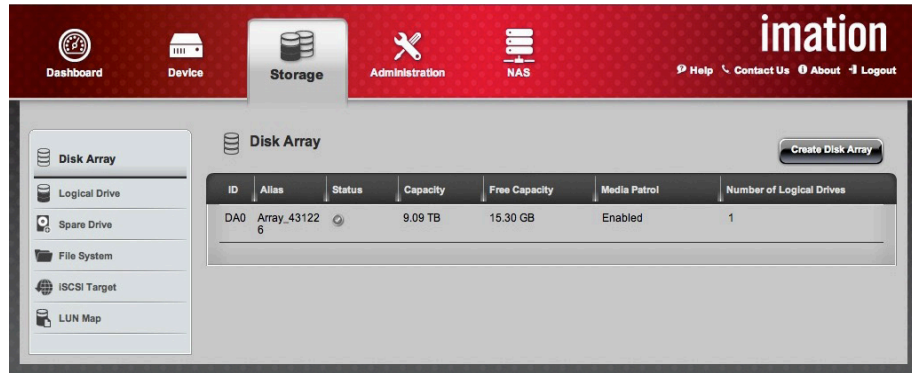 imation
Dashboard
Device
Storage
Administration
NAS
Help Contact Us About Logout
Disk Array
Logical Drive
Spare Drive
File System
iSCSI Target
LUN Map
Disk Array
Create Disk Array
ID Alias Status Capacity Free Capacity Media Patrol Number of Logical Drives
DA0 Array_43122 9.09 TB 15.30 GB Enabled 1
6